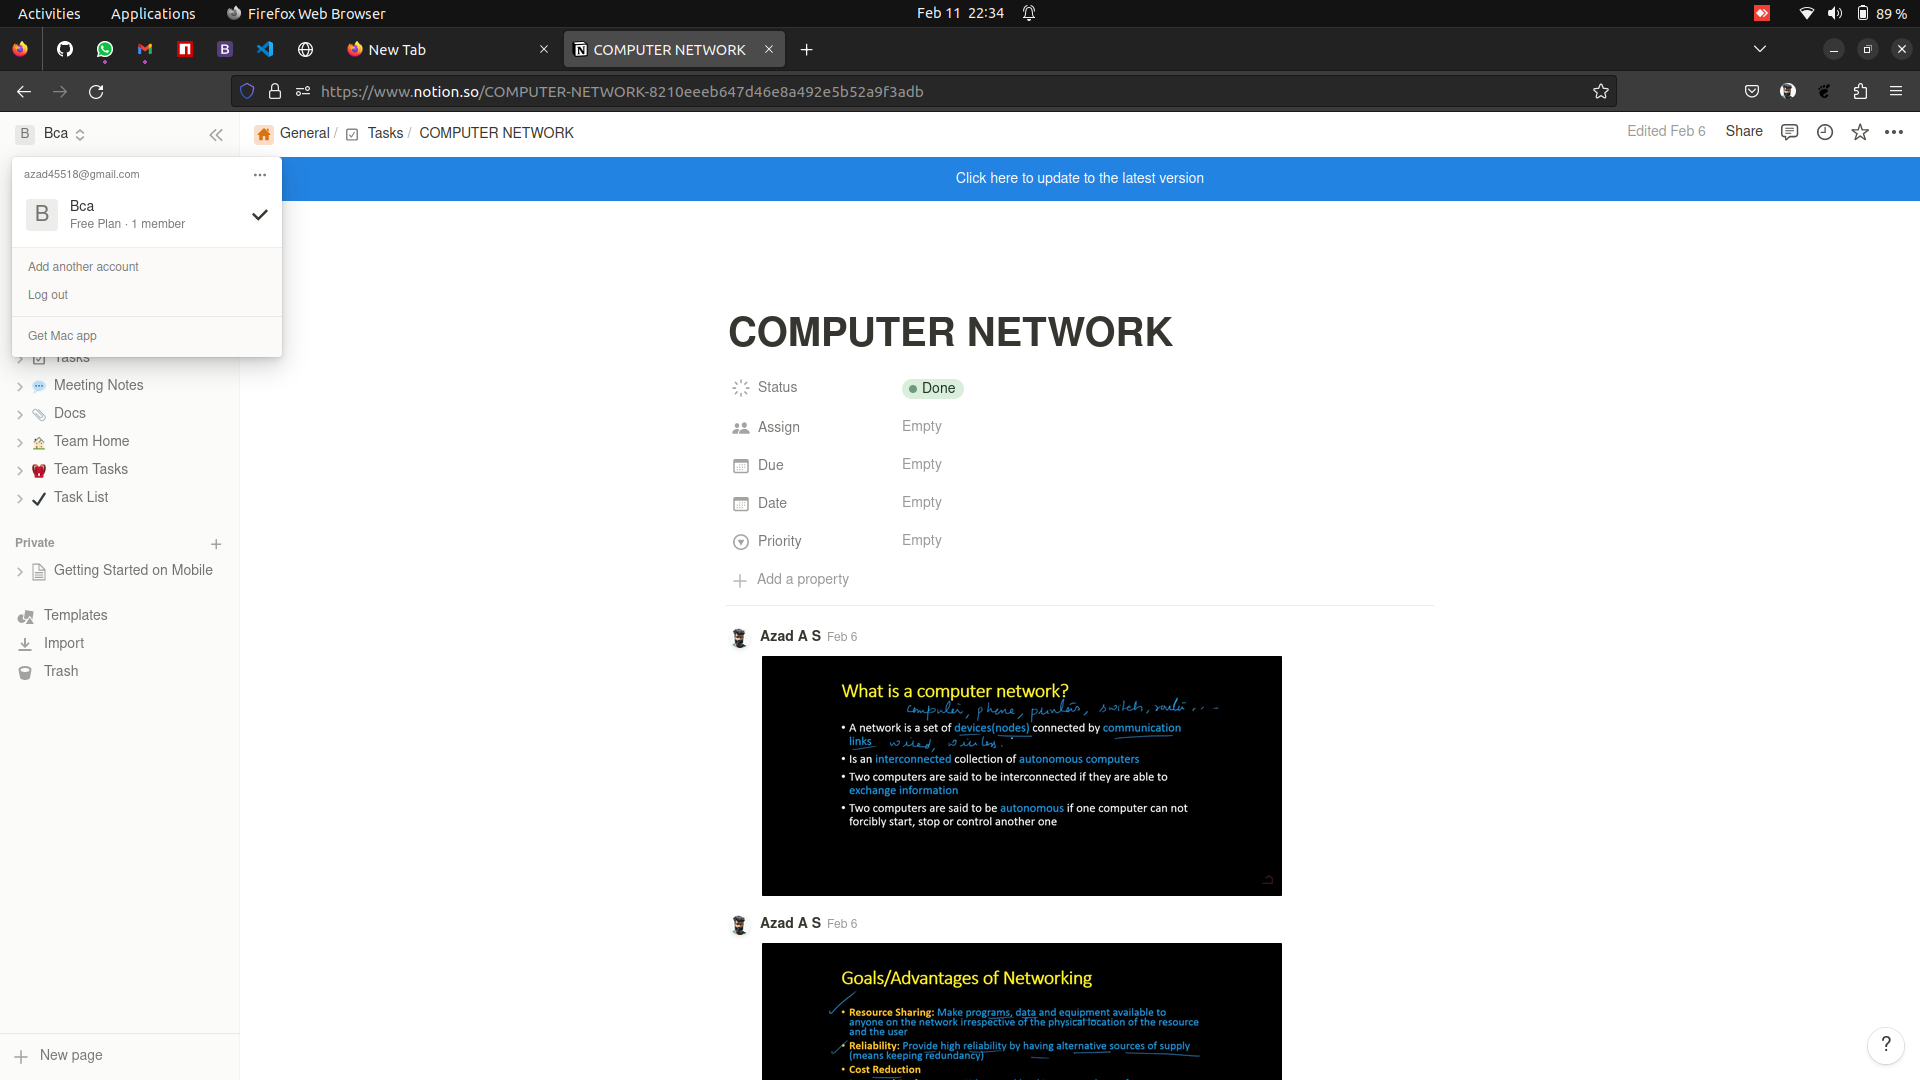 Activities Applications Firefox Web Browser Feb 11 22:34 89 %
B New Tab COMPUTER NETWORK
https://www.notion.so/COMPUTER-NETWORK-8210eeeb647d46e8a492e5b52a9f3adb
B Bca General / Tasks / COMPUTER NETWORK Edited Feb 6 Share
Click here to update to the latest version
azad45518@gmail.com
B Bca
Free Plan · 1 member
Add another account
Log out
Get Mac app
Tasks
Meeting Notes
Docs
Team Home
Team Tasks
Task List
Private
Getting Started on Mobile
Templates
Import
Trash
New page
COMPUTER NETWORK
Status Done
Assign Empty
Due Empty
Date Empty
Priority Empty
Add a property
Azad A S Feb 6
What is a computer network?
computer, phone, printers, switch, router . . -
• A network is a set of devices(nodes) connected by communication
links wired, wireless.
• Is an interconnected collection of autonomous computers
• Two computers are said to be interconnected if they are able to
exchange information
• Two computers are said to be autonomous if one computer can not
forcibly start, stop or control another one
Azad A S Feb 6
Goals/Advantages of Networking
• Resource Sharing: Make programs, data and equipment available to
anyone on the network irrespective of the physical location of the resource
and the user
• Reliability: Provide high reliability by having alternative sources of supply
(means keeping redundancy)
• Cost Reduction
?